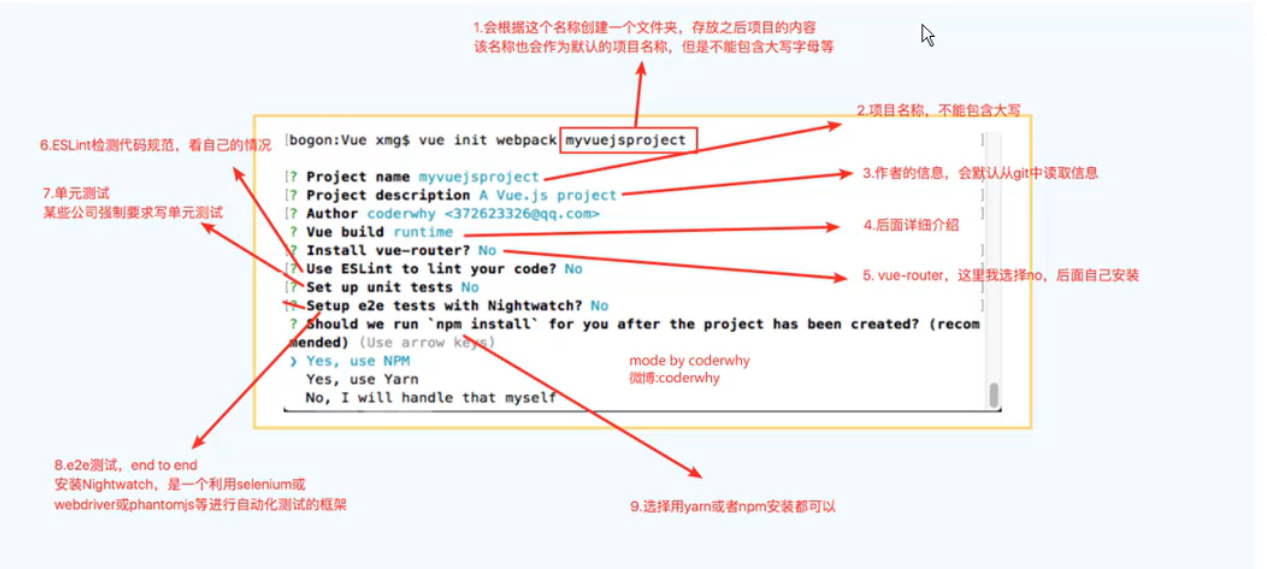 1.会根据这个名称创建一个文件夹，存放之后项目的内容
该名称也会作为默认的项目名称，但是不能包含大写字母等
2.项目名称，不能包含大写
6.ESLint检测代码规范，看自己的情况
[bogon:Vue xmg$ vue init webpack myvuejsproject ]
3.作者的信息，会默认从git中读取信息
7.单元测试
某些公司强制要求写单元测试
[? Project name myvuejsproject ]
[? Project description A Vue.js project ]
[? Author coderwhy <372623326@qq.com> ]
4.后面详细介绍
? Vue build runtime
[? Install vue-router? No ]
5. vue-router，这里我选择no，后面自己安装
[? Use ESLint to lint your code? No ]
[? Set up unit tests No ]
[? Setup e2e tests with Nightwatch? No ]
? Should we run `npm install` for you after the project has been created? (recom
mended) (Use arrow keys)
❯ Yes, use NPM
Yes, use Yarn
No, I will handle that myself
mode by coderwhy
微博:coderwhy
8.e2e测试，end to end
安装Nightwatch，是一个利用selenium或
webdriver或phantomjs等进行自动化测试的框架
9.选择用yarn或者npm安装都可以